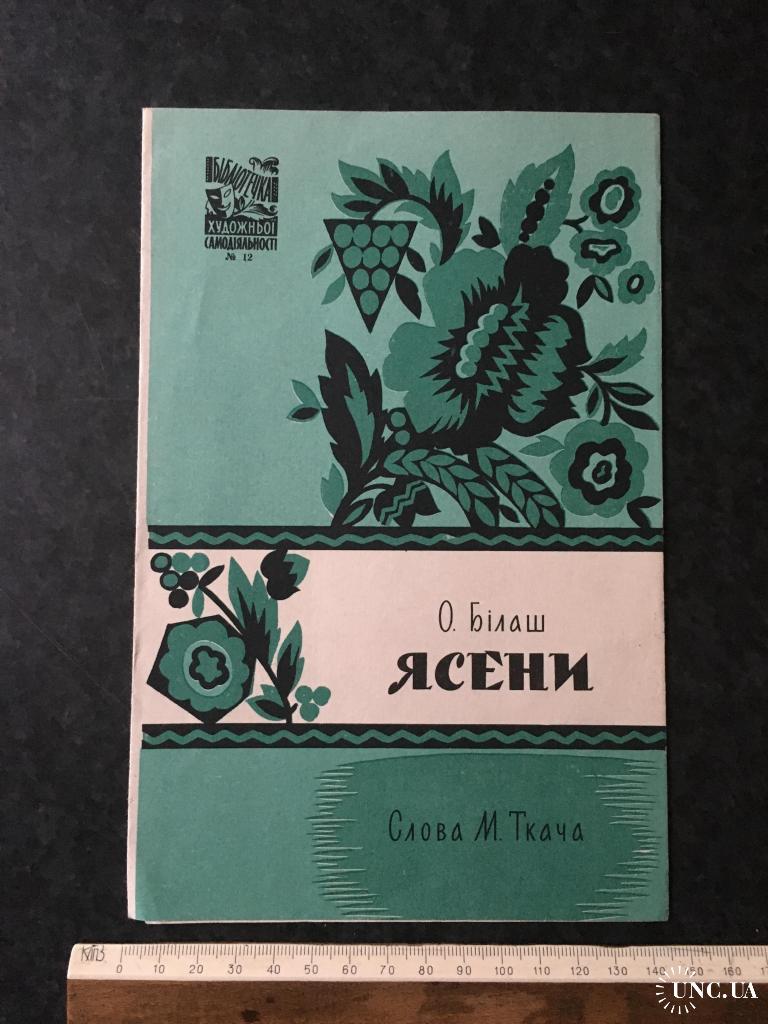 БІБЛІОТЕЧКА
ХУДОЖНЬОЇ
САМОДІЯЛЬНОСТІ
№ 12
О. Білаш
ЯСЕНИ
Слова М. Ткача
0 10 20 30 40 50 60 70 80 90 100 110 120 130 140 150 160 17
UNC.UA